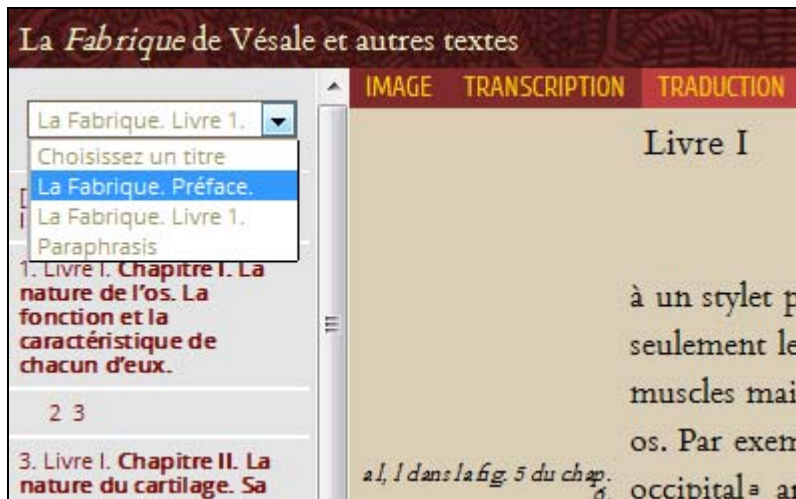 La Fabrique de Vésale et autres textes
IMAGE TRANSCRIPTION TRADUCTION
La Fabrique. Livre 1.
Choisissez un titre
La Fabrique. Préface.
La Fabrique. Livre 1.
Paraphrasis
1. Livre I. Chapitre I. La
nature de l'os. La
fonction et la
caractéristique de
chacun d'eux.
2 3
3. Livre I. Chapitre II. La
nature du cartilage. Sa
Livre I
à un stylet p
seulement le
muscles mai
os. Par exem
occipital a
a l, l dans la fig. 5 du chap.
6.